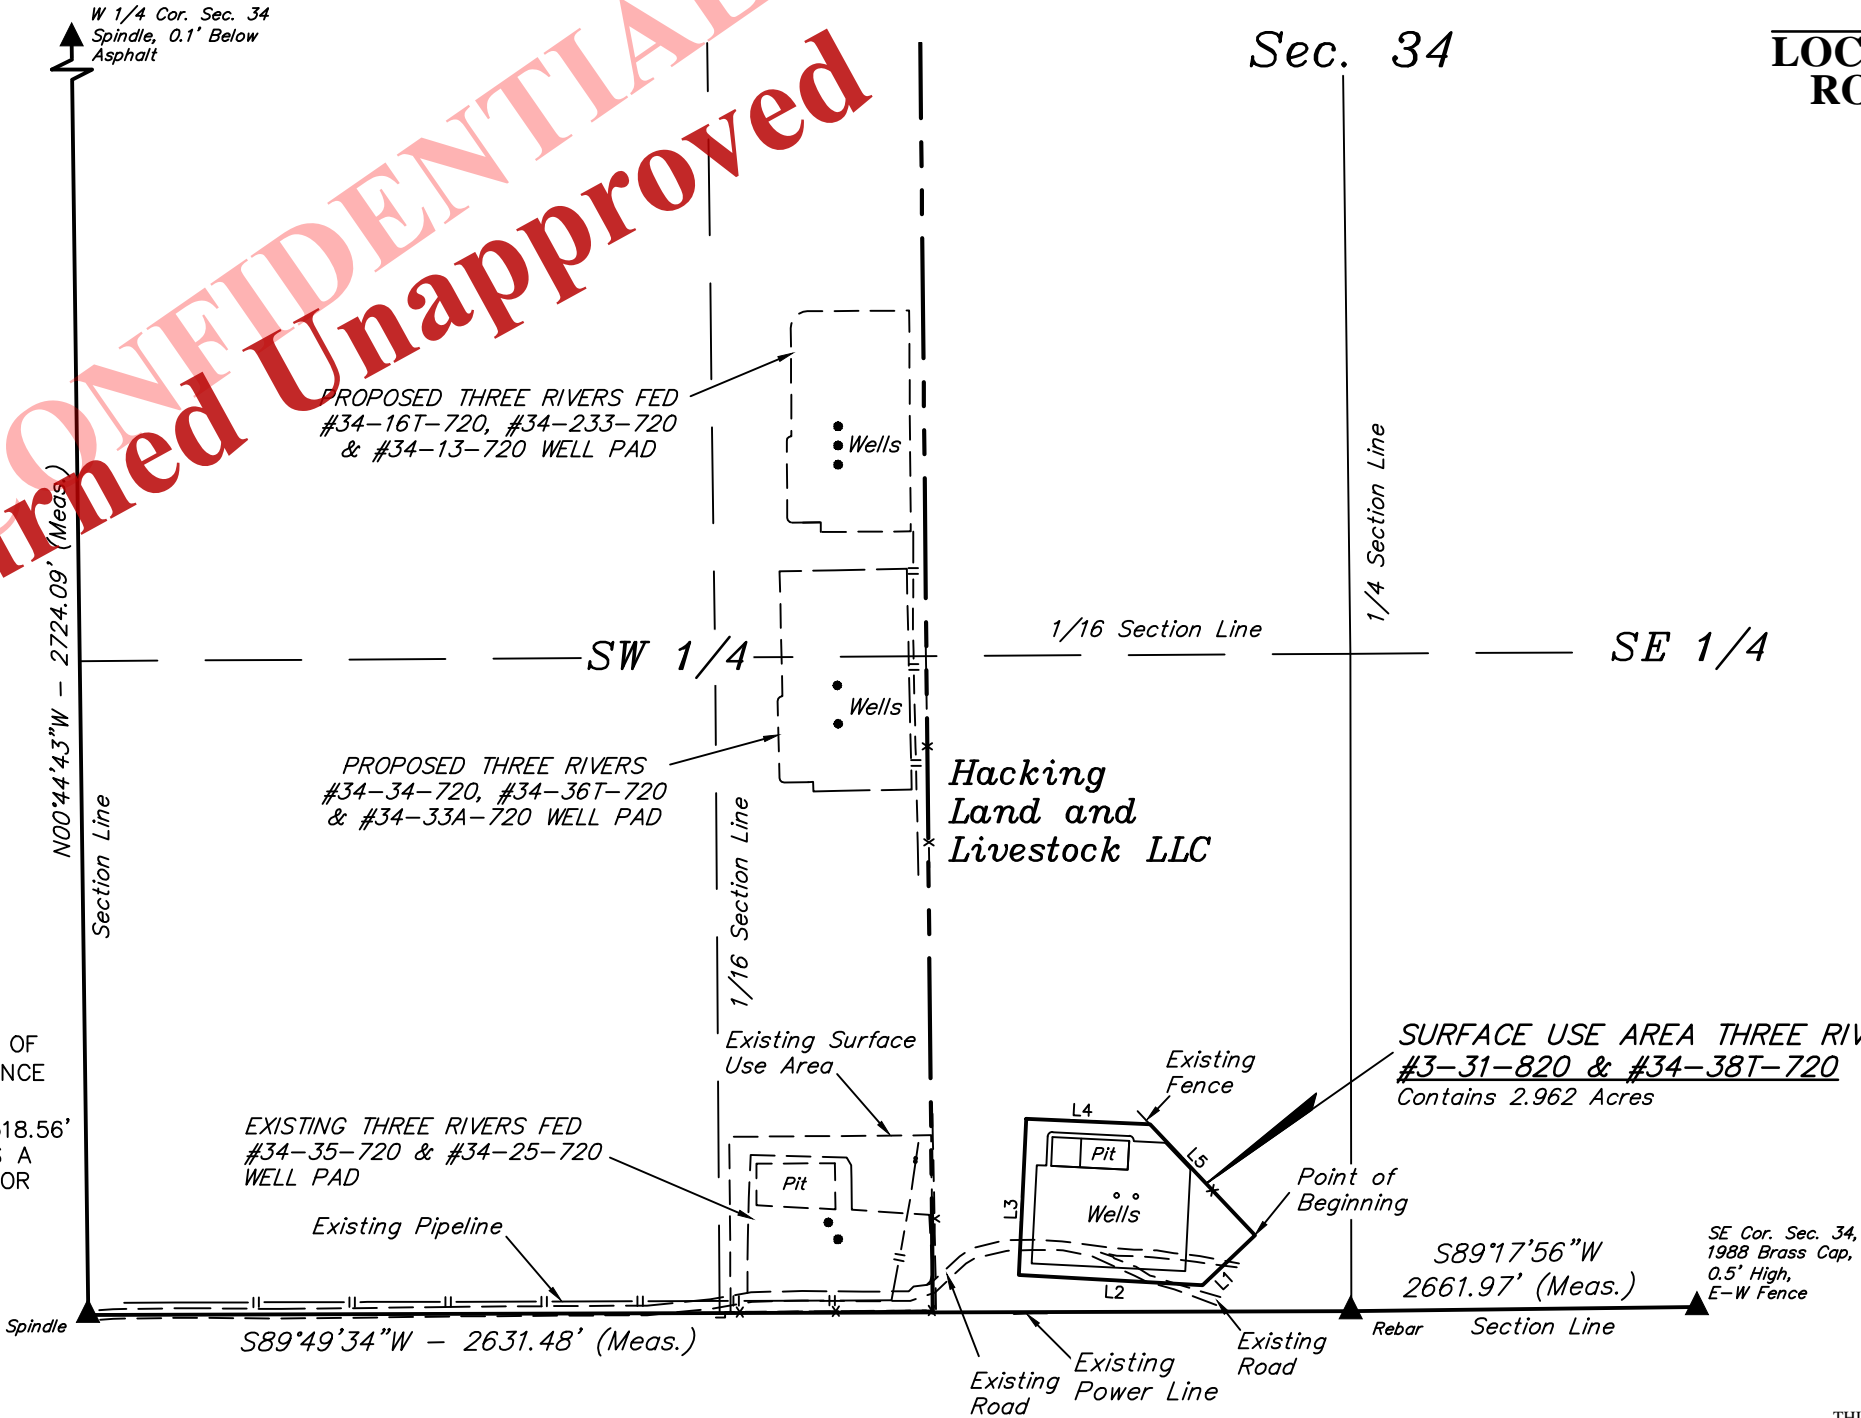 W 1/4 Cor. Sec. 34
Spindle, 0.1' Below
Asphalt
Sec. 34
LOC
RO
ONFIDENTIAL
rned Unapproved
PROPOSED THREE RIVERS FED
#34-16T-720, #34-233-720
& #34-13-720 WELL PAD
Wells
1/4 Section Line
N00°44'43"W - 2724.09' (Meas.)
Section Line
SW 1/4
1/16 Section Line
SE 1/4
Wells
PROPOSED THREE RIVERS
#34-34-720, #34-36T-720
& #34-33A-720 WELL PAD
Hacking
Land and
Livestock LLC
1/16 Section Line
OF
NCE
18.56'
A
OR
Existing Surface
Use Area
Existing
Fence
SURFACE USE AREA THREE RIV
#3-31-820 & #34-38T-720
Contains 2.962 Acres
EXISTING THREE RIVERS FED
#34-35-720 & #34-25-720
WELL PAD
Pit
L4
Pit
L5
L3
Wells
Point of
Beginning
Existing Pipeline
L1
L2
S89°17'56"W
2661.97' (Meas.)
SE Cor. Sec. 34,
1988 Brass Cap,
0.5' High,
E-W Fence
Spindle
S89°49'34"W - 2631.48' (Meas.)
Rebar
Section Line
Existing
Road
Existing
Power Line
Existing
Road
THI